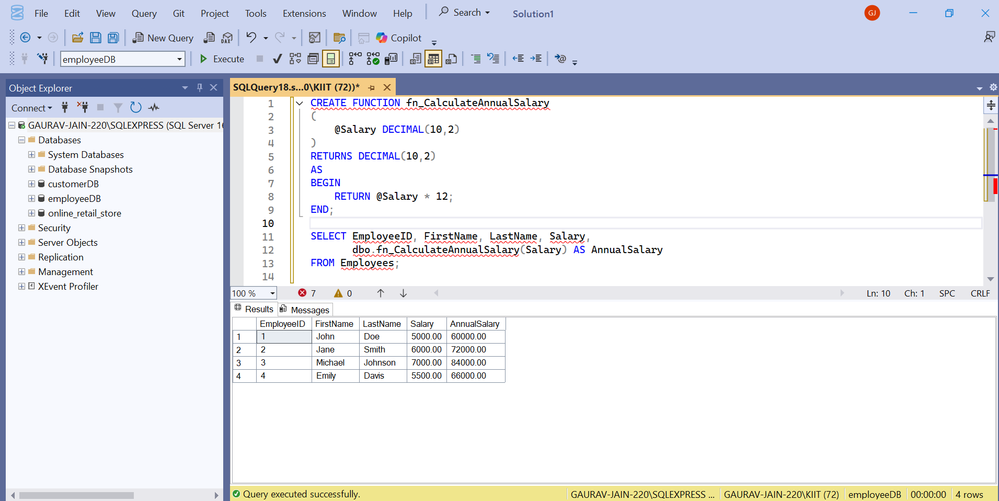 File Edit View Query Git Project Tools Extensions Window Help Search Solution1 GJ
New Query DAX Copilot
employeeDB Execute
Object Explorer
Connect
GAURAV-JAIN-220\SQLEXPRESS (SQL Server 16
Databases
System Databases
Database Snapshots
customerDB
employeeDB
online_retail_store
Security
Server Objects
Replication
Management
XEvent Profiler
SQLQuery18.s...0\KIIT (72))*
1 CREATE FUNCTION fn_CalculateAnnualSalary
2 (
3 @Salary DECIMAL(10,2)
4 )
5 RETURNS DECIMAL(10,2)
6 AS
7 BEGIN
8 RETURN @Salary * 12;
9 END;
10
11 SELECT EmployeeID, FirstName, LastName, Salary,
12 dbo.fn_CalculateAnnualSalary(Salary) AS AnnualSalary
13 FROM Employees;
14
100 % 7 0 Ln: 10 Ch: 1 SPC CRLF
Results Messages
EmployeeID FirstName LastName Salary AnnualSalary
1 1 John Doe 5000.00 60000.00
2 2 Jane Smith 6000.00 72000.00
3 3 Michael Johnson 7000.00 84000.00
4 4 Emily Davis 5500.00 66000.00
Query executed successfully. GAURAV-JAIN-220\SQLEXPRESS ... GAURAV-JAIN-220\KIIT (72) employeeDB 00:00:00 4 rows